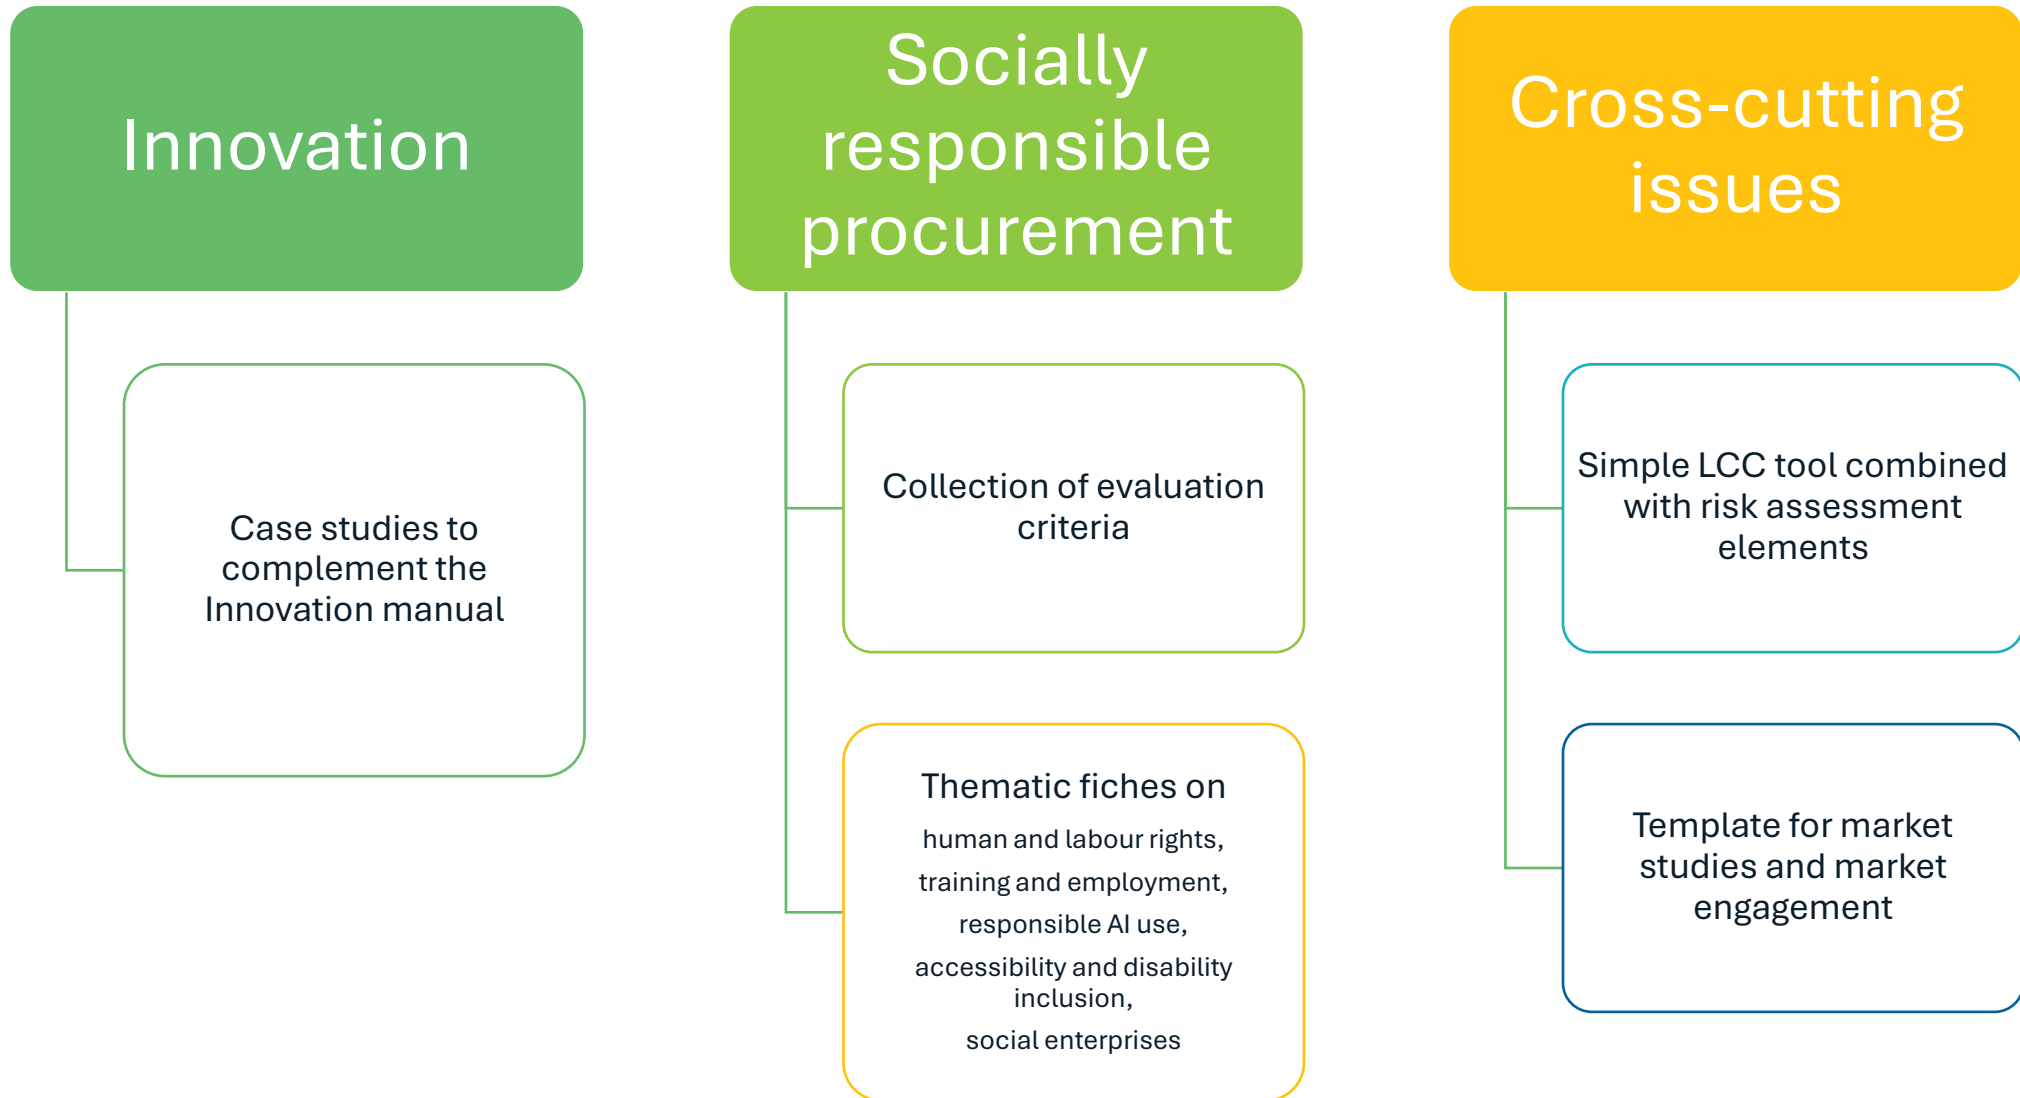 Innovation
Case studies to
complement the
Innovation manual
Socially
responsible
procurement
Collection of evaluation
criteria
Thematic fiches on
human and labour rights,
training and employment,
responsible AI use,
accessibility and disability
inclusion,
social enterprises
Cross-cutting
issues
Simple LCC tool combined
with risk assessment
elements
Template for market
studies and market
engagement